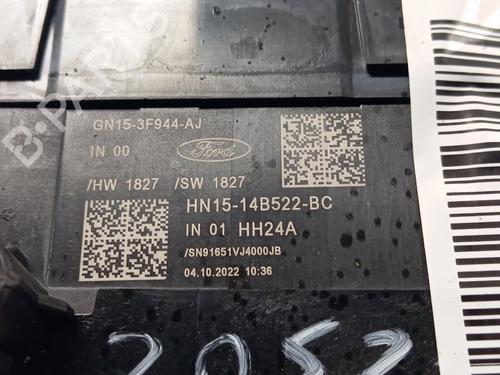 GN15-3F944-AJ
IN 00
Ford
/HW 1827 /SW 1827
HN15-14B522-BC
IN 01 HH24A
/SN91651VJ4000JB
04.10.2022 10:36
B-PARTS